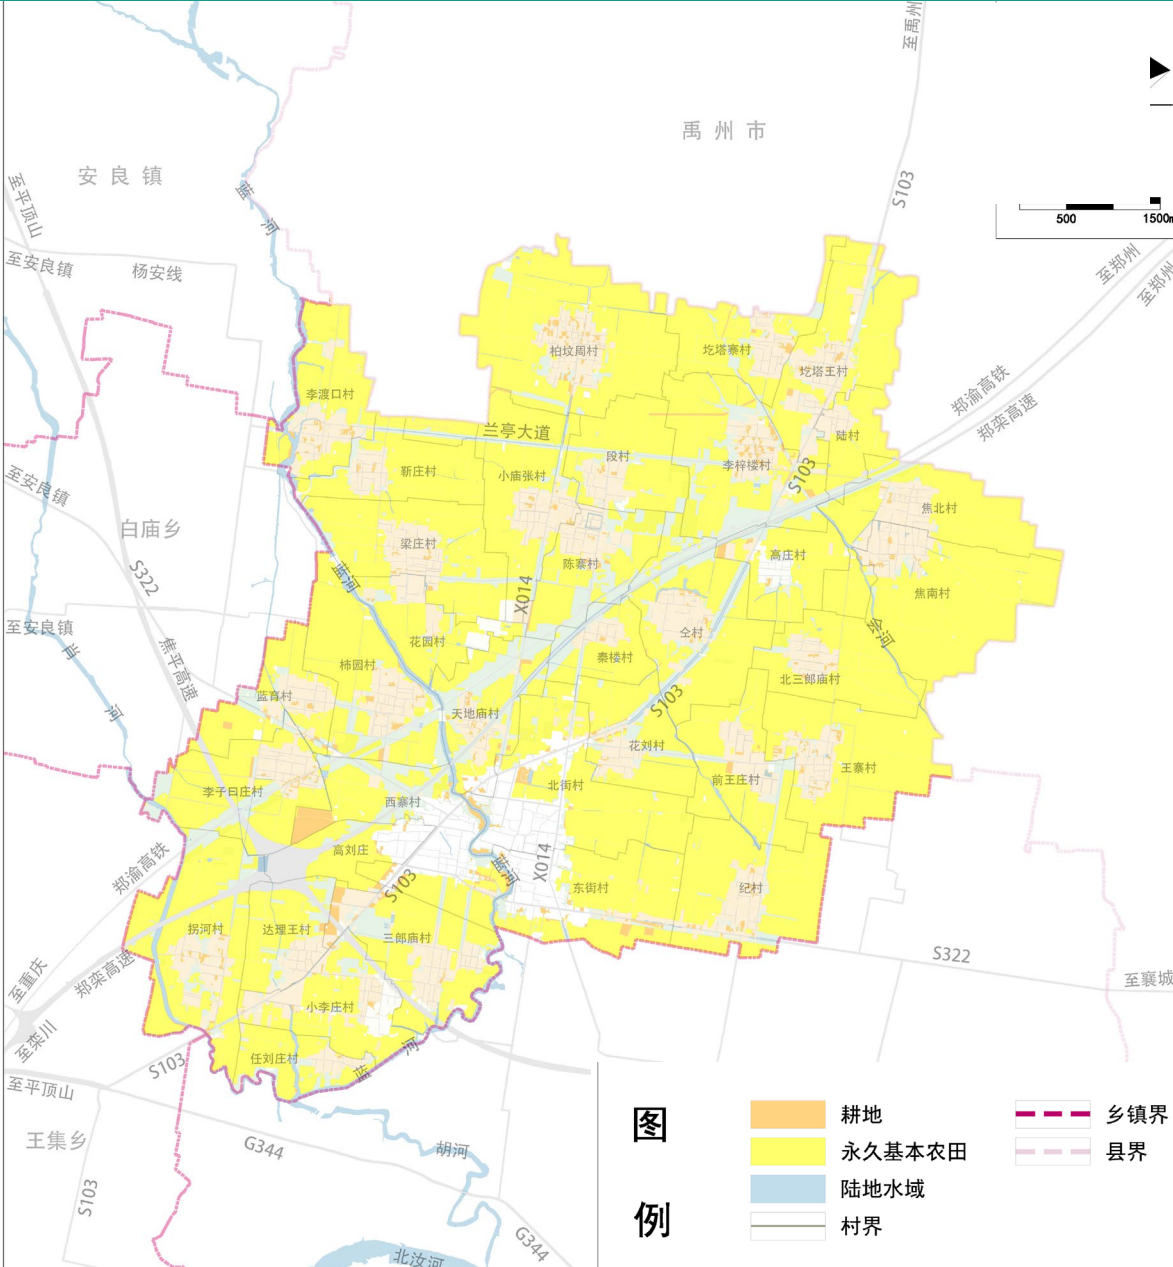 至禹州
禹州市
安良镇
蓝河
S103
至平顶山
至安良镇
杨安线
500
1500m
至郑州
至郑州
柏坟周村
圪塔寨村
圪塔王村
李渡口村
郑渝高铁
郑栾高速
兰亭大道
陆村
段村
李梓楼村
靳庄村
小庙张村
S103
至安良镇
焦北村
白庙乡
梁庄村
陈寨村
高庄村
S322
蓝河
X014
焦南村
至安良镇
肖河
焦平高速
花园村
仝村
秦楼村
柿园村
北三郎庙村
蓝育村
S103
天地庙村
花刘村
王寨村
前王庄村
李子曰庄村
西寨村
北街村
郑渝高铁
高刘庄
S103
蓝河
X014
东街村
纪村
拐河村
达理王村
三郎庙村
S322
郑栾高速
至重庆
至襄城
小李庄村
至栾川
S103
任刘庄村
蓝河
至平顶山
王集乡
G344
胡河
S103
G344
北汝河
图例
耕地
永久基本农田
陆地水域
村界
乡镇界
县界